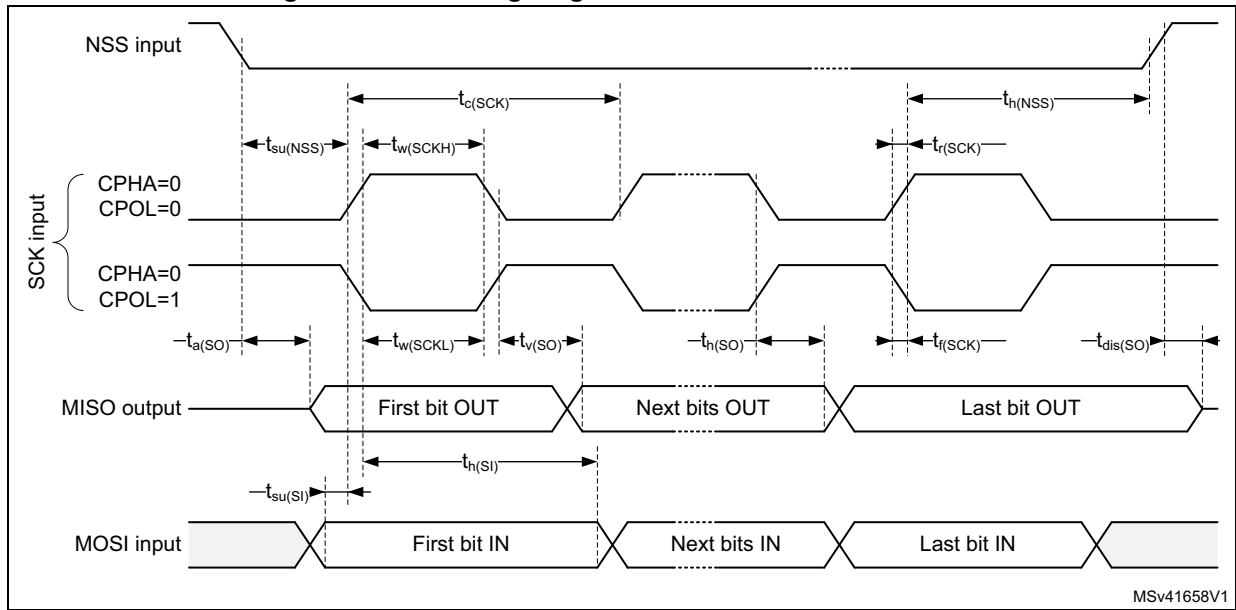 NSS input
tc(SCK)
th(NSS)
tsu(NSS)
tw(SCKH)
tr(SCK)
CPHA=0
CPOL=0
SCK input
CPHA=0
CPOL=1
ta(SO)
tw(SCKL)
tv(SO)
th(SO)
tf(SCK)
tdis(SO)
MISO output
First bit OUT
Next bits OUT
Last bit OUT
th(SI)
tsu(SI)
MOSI input
First bit IN
Next bits IN
Last bit IN
MSv41658V1